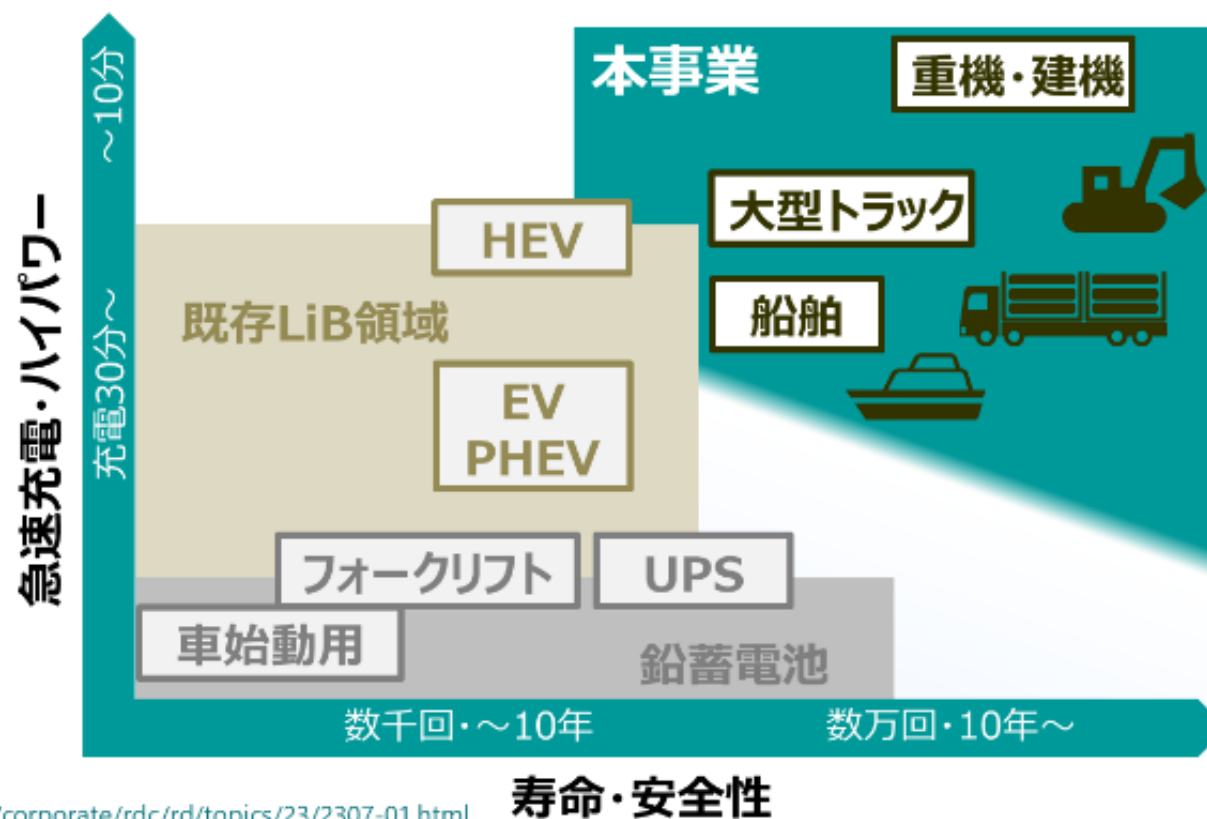 急速充電・ハイパワー
～10分
充電30分～
本事業
重機・建機
大型トラック
船舶
HEV
既存LiB領域
EV
PHEV
フォークリフト
UPS
車始動用
鉛蓄電池
数千回・～10年
数万回・10年～
寿命・安全性
/corporate/rdc/rd/topics/23/2307-01.html